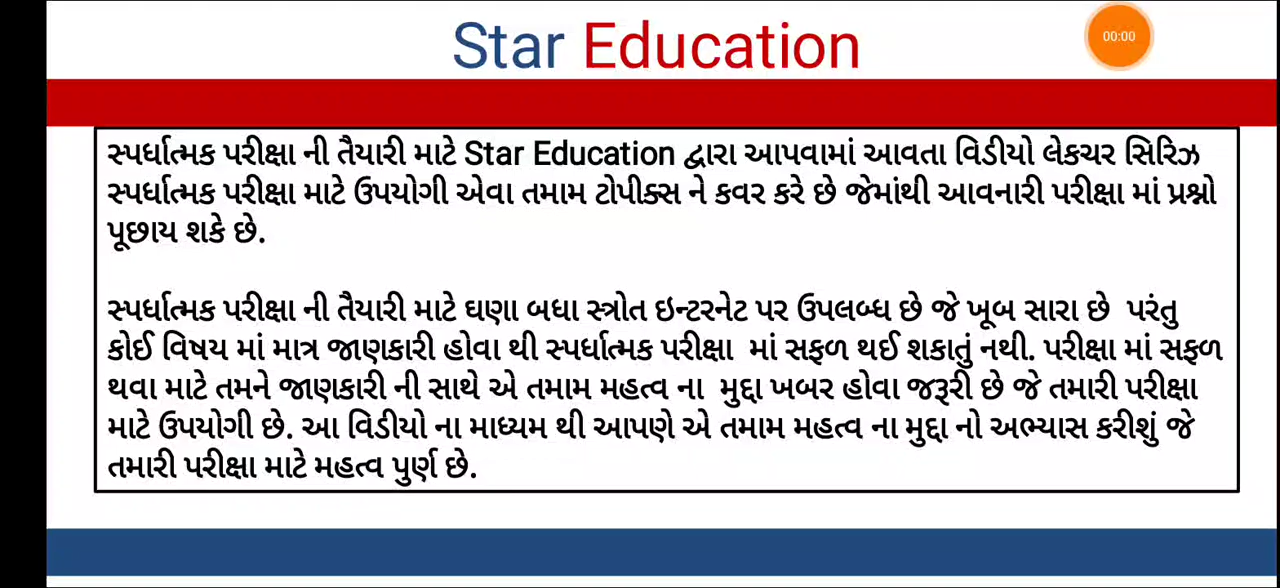 Star Education
00:00
સ્પર્ધાત્મક પરીક્ષા ની તૈયારી માટે Star Education દ્વારા આપવામાં આવતા વિડીયો લેકચર સિરિઝ
સ્પર્ધાત્મક પરીક્ષા માટે ઉપયોગી એવા તમામ ટોપીક્સ ને કવર કરે છે જેમાંથી આવનારી પરીક્ષા માં પ્રશ્નો
પૂછાય શકે છે.
સ્પર્ધાત્મક પરીક્ષા ની તૈયારી માટે ઘણા બધા સ્ત્રોત ઇન્ટરનેટ પર ઉપલબ્ધ છે જે ખૂબ સારા છે પરંતુ
કોઈ વિષય માં માત્ર જાણકારી હોવા થી સ્પર્ધાત્મક પરીક્ષા માં સફળ થઈ શકાતું નથી. પરીક્ષા માં સફળ
થવા માટે તમને જાણકારી ની સાથે એ તમામ મહત્વ ના મુદ્દા ખબર હોવા જરૂરી છે જે તમારી પરીક્ષા
માટે ઉપયોગી છે. આ વિડીયો ના માધ્યમ થી આપણે એ તમામ મહત્વ ના મુદ્દા નો અભ્યાસ કરીશું જે
તમારી પરીક્ષા માટે મહત્વ પુર્ણ છે.